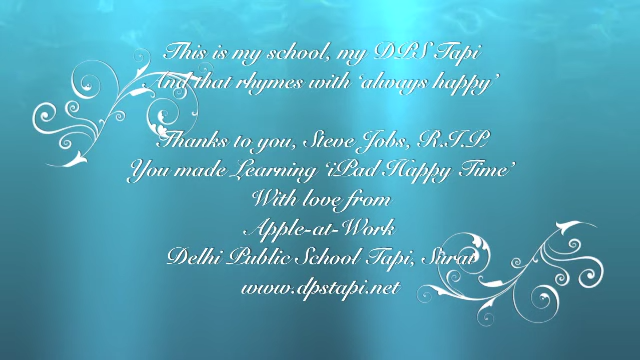 This is my school, my DPS Tapi
And that rhymes with ‘always happy’
Thanks to you, Steve Jobs, R.I.P.
You made Learning ‘iPad Happy Time’
With love from
Apple-at-Work
Delhi Public School Tapi, Surat
www.dpstapi.net